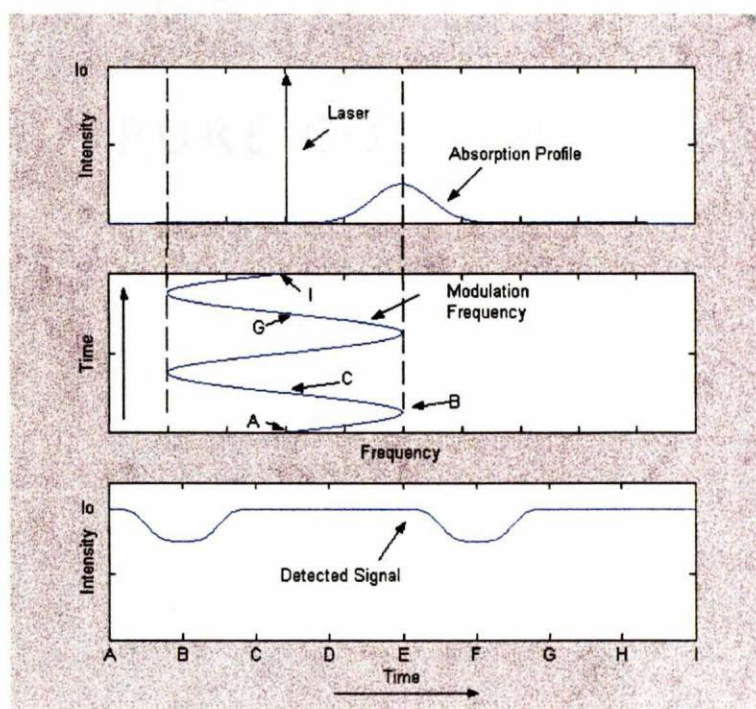 Io
Intensity
Laser
Absorption Profile
Time
I
G
Modulation
Frequency
C
B
A
Frequency
Io
Intensity
Detected Signal
A B C D E F G H I
Time